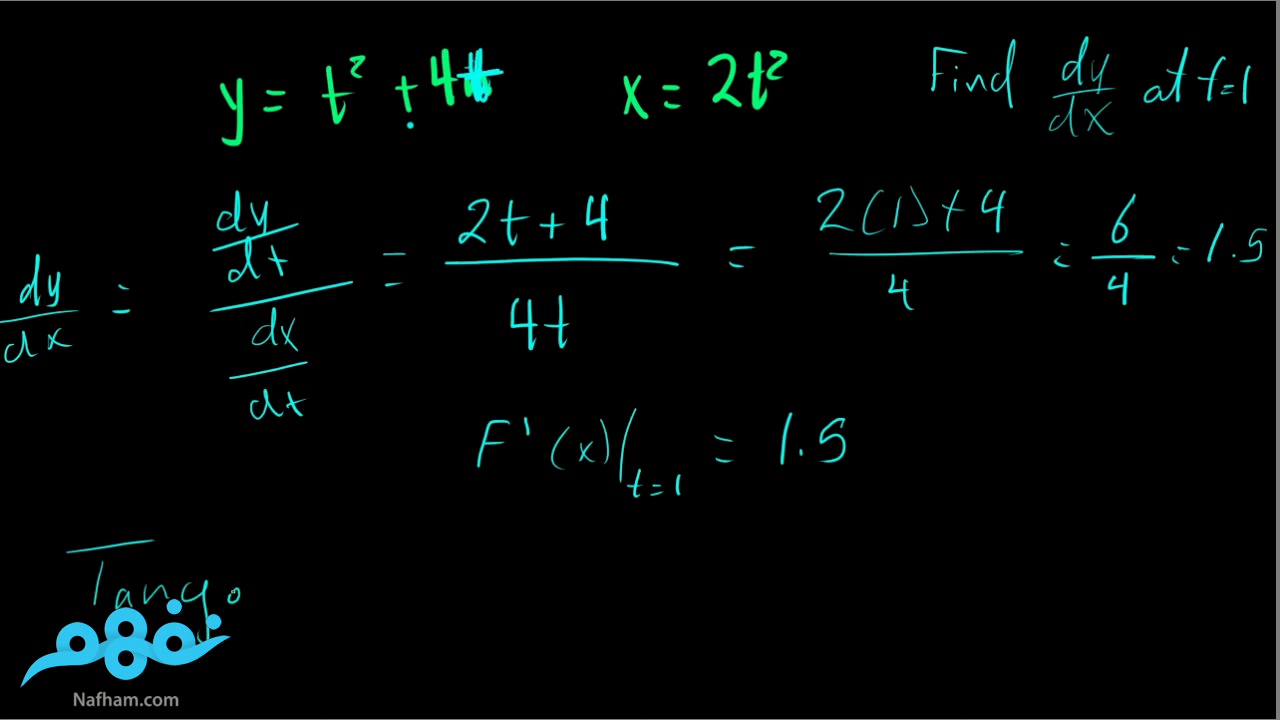 y = t² + 4t x = 2t² Find dy/dx at t=1
dy/dx = (dy/dt)/(dx/dt) = (2t + 4)/(4t) = (2(1) + 4)/4 = 6/4 = 1.5
F'(x)|t=1 = 1.5
Nafham.com